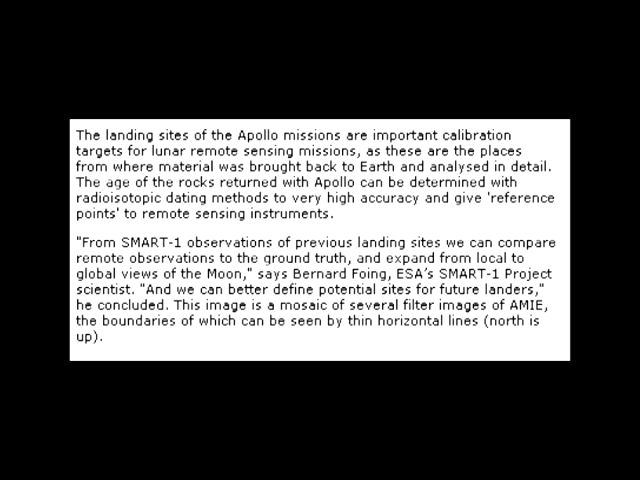 The landing sites of the Apollo missions are important calibration
targets for lunar remote sensing missions, as these are the places
from where material was brought back to Earth and analysed in detail.
The age of the rocks returned with Apollo can be determined with
radioisotopic dating methods to very high accuracy and give 'reference
points' to remote sensing instruments.
"From SMART-1 observations of previous landing sites we can compare
remote observations to the ground truth, and expand from local to
global views of the Moon," says Bernard Foing, ESA's SMART-1 Project
scientist. "And we can better define potential sites for future landers,"
he concluded. This image is a mosaic of several filter images of AMIE,
the boundaries of which can be seen by thin horizontal lines (north is
up).